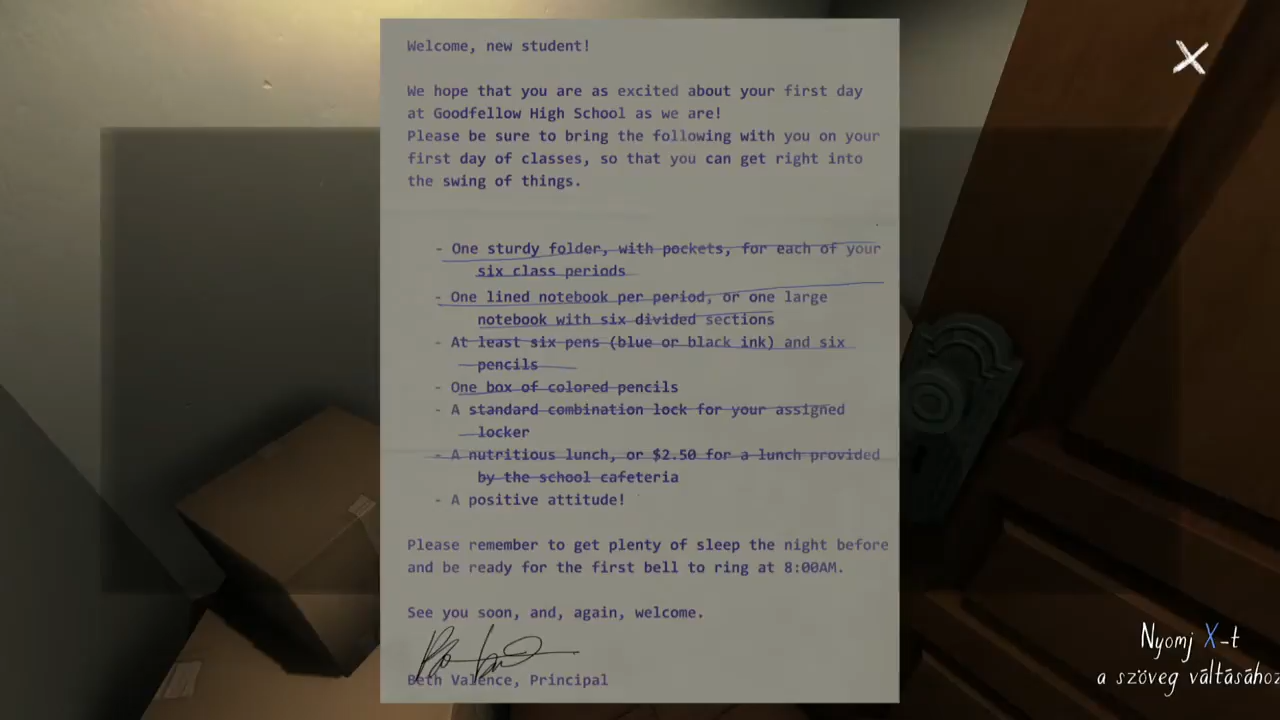 Welcome, new student!
We hope that you are as excited about your first day
at Goodfellow High School as we are!
Please be sure to bring the following with you on your
first day of classes, so that you can get right into
the swing of things.
- One sturdy folder, with pockets, for each of your
six class periods
- One lined notebook per period, or one large
notebook with six divided sections
- At least six pens (blue or black ink) and six
pencils
- One box of colored pencils
- A standard combination lock for your assigned
locker
- A nutritious lunch, or $2.50 for a lunch provided
by the school cafeteria
- A positive attitude!
Please remember to get plenty of sleep the night before
and be ready for the first bell to ring at 8:00AM.
See you soon, and, again, welcome.
Beth Valence, Principal
Nyomj X-t
a szöveg váltásához